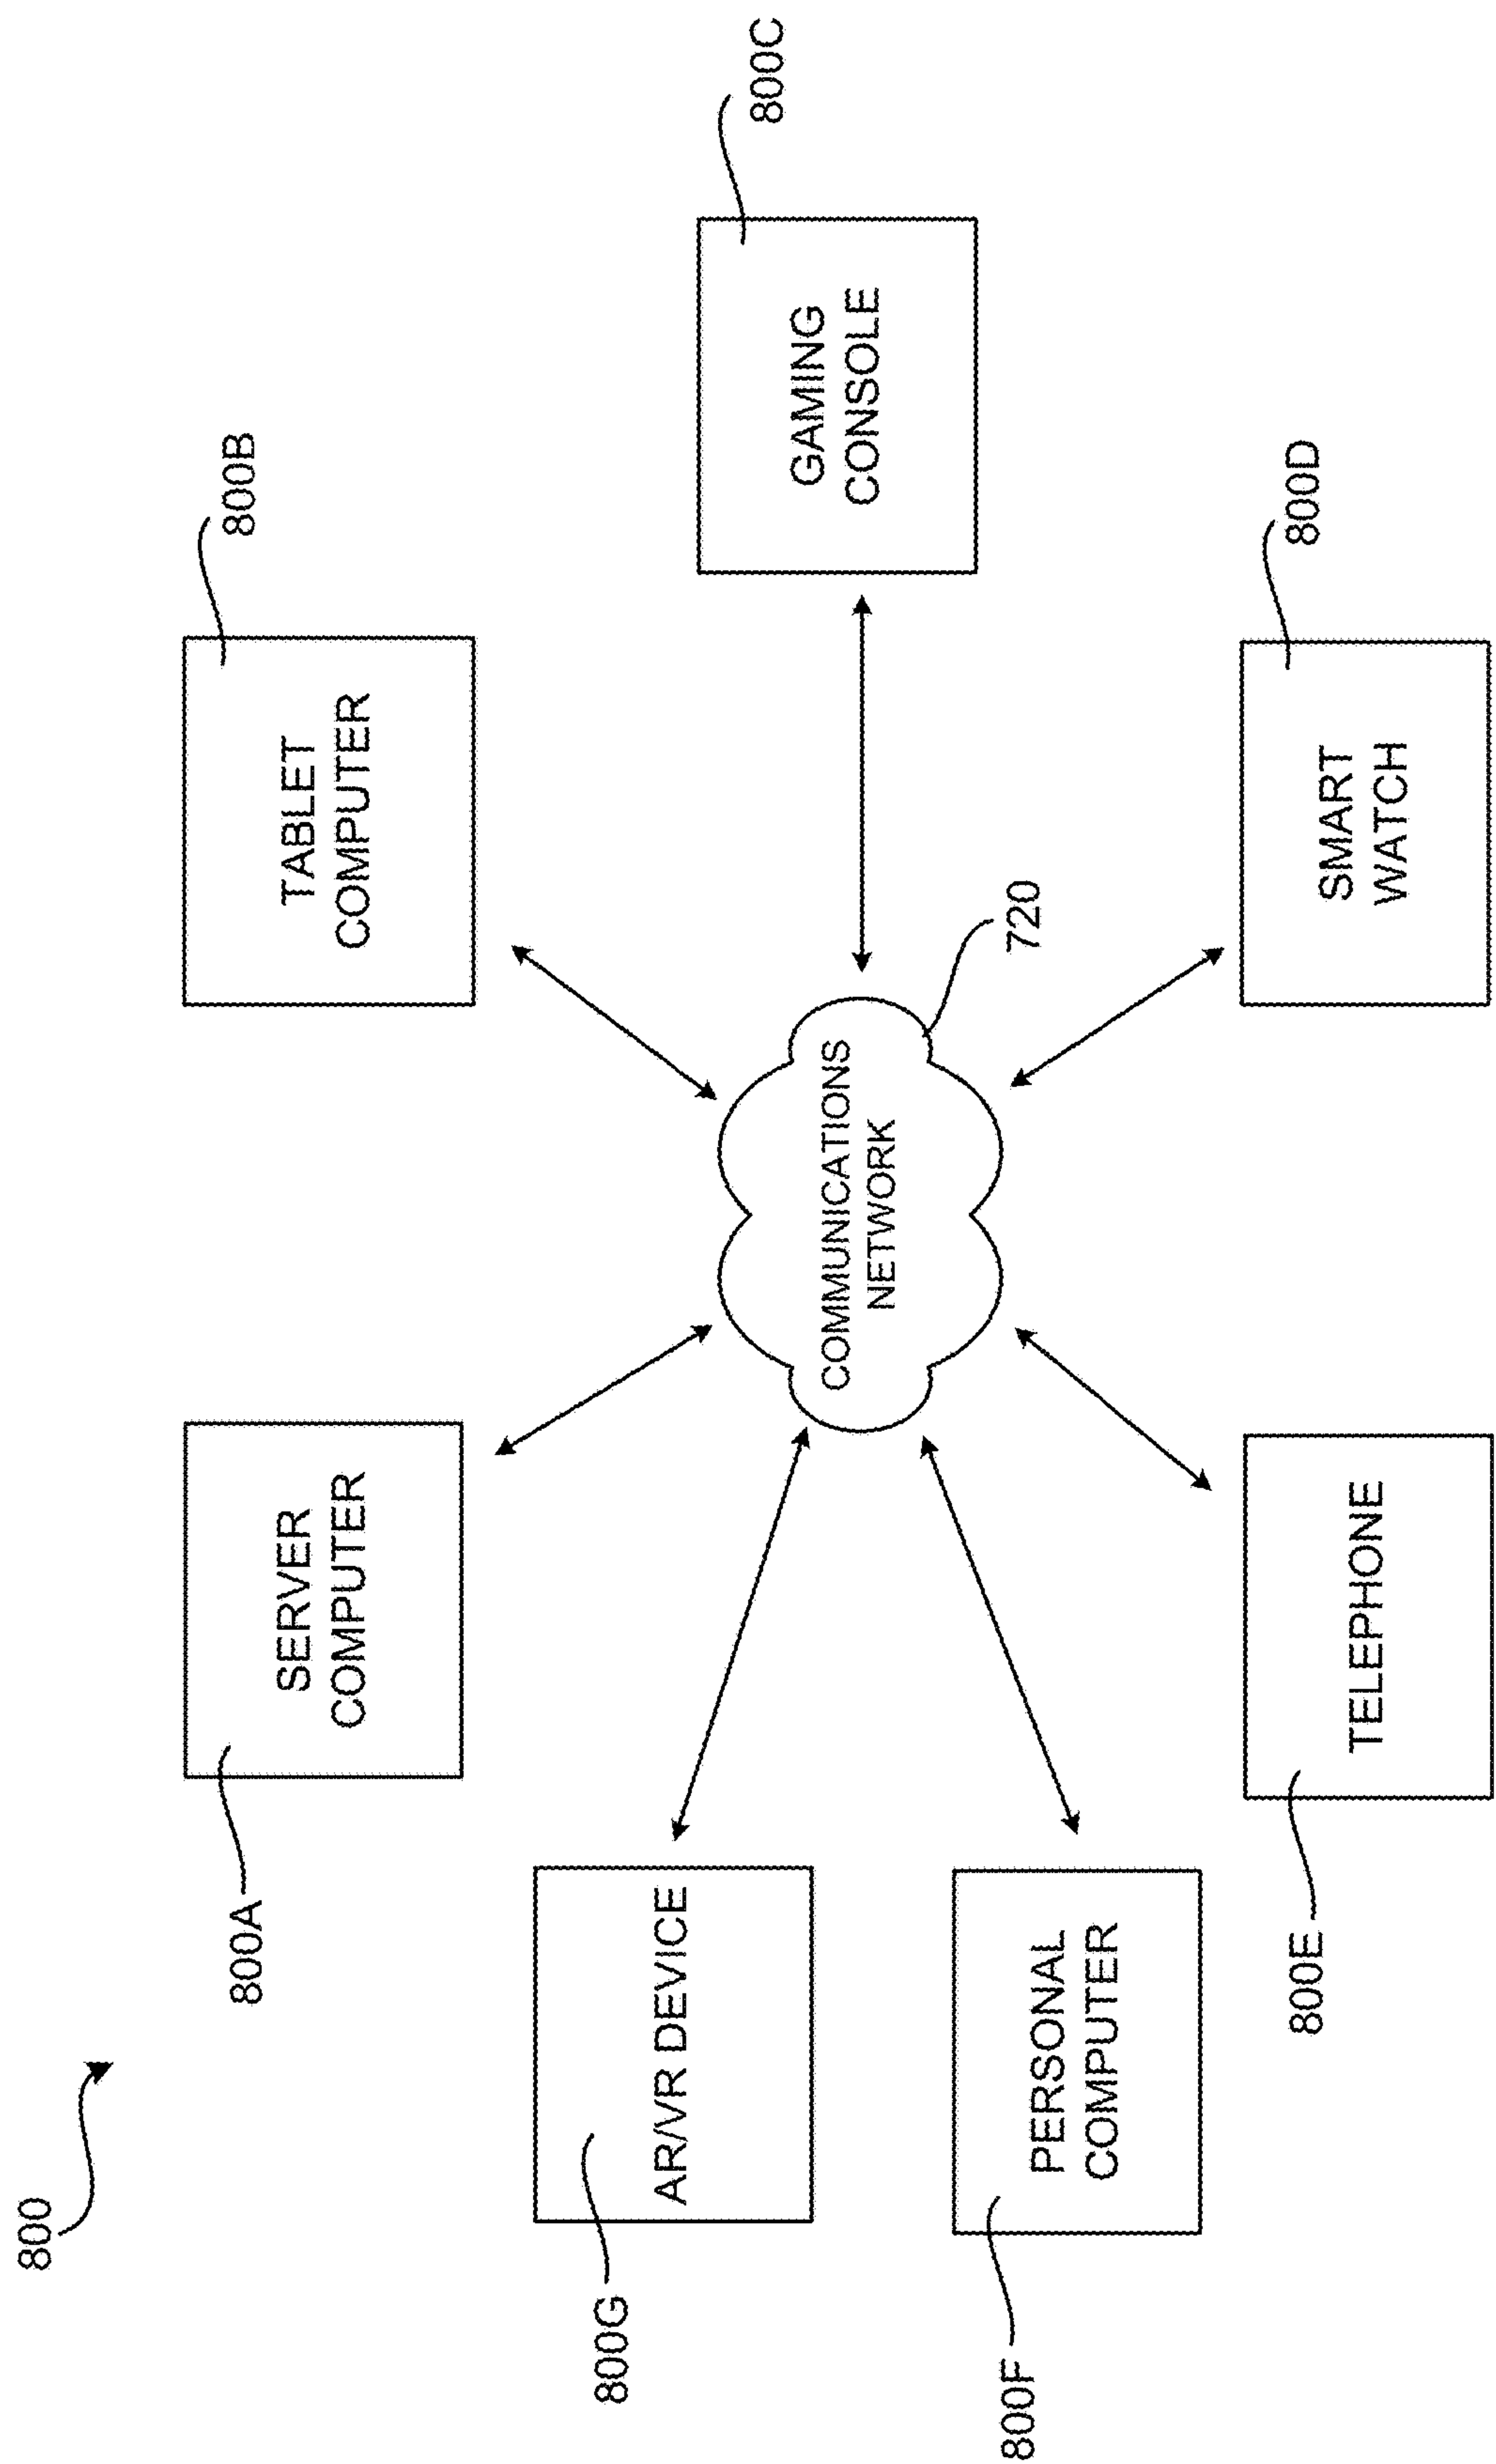 800
800A
SERVER
COMPUTER
800B
TABLET
COMPUTER
800G
AR/VR DEVICE
COMMUNICATIONS
NETWORK
720
GAMING
CONSOLE
800C
800F
PERSONAL
COMPUTER
800E
TELEPHONE
800D
SMART
WATCH